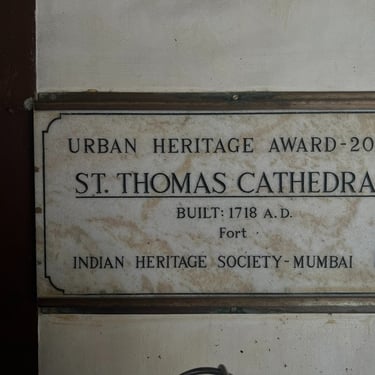 URBAN HERITAGE AWARD-20
ST. THOMAS CATHEDRA
BUILT: 1718 A.D.
Fort
INDIAN HERITAGE SOCIETY-MUMBAI